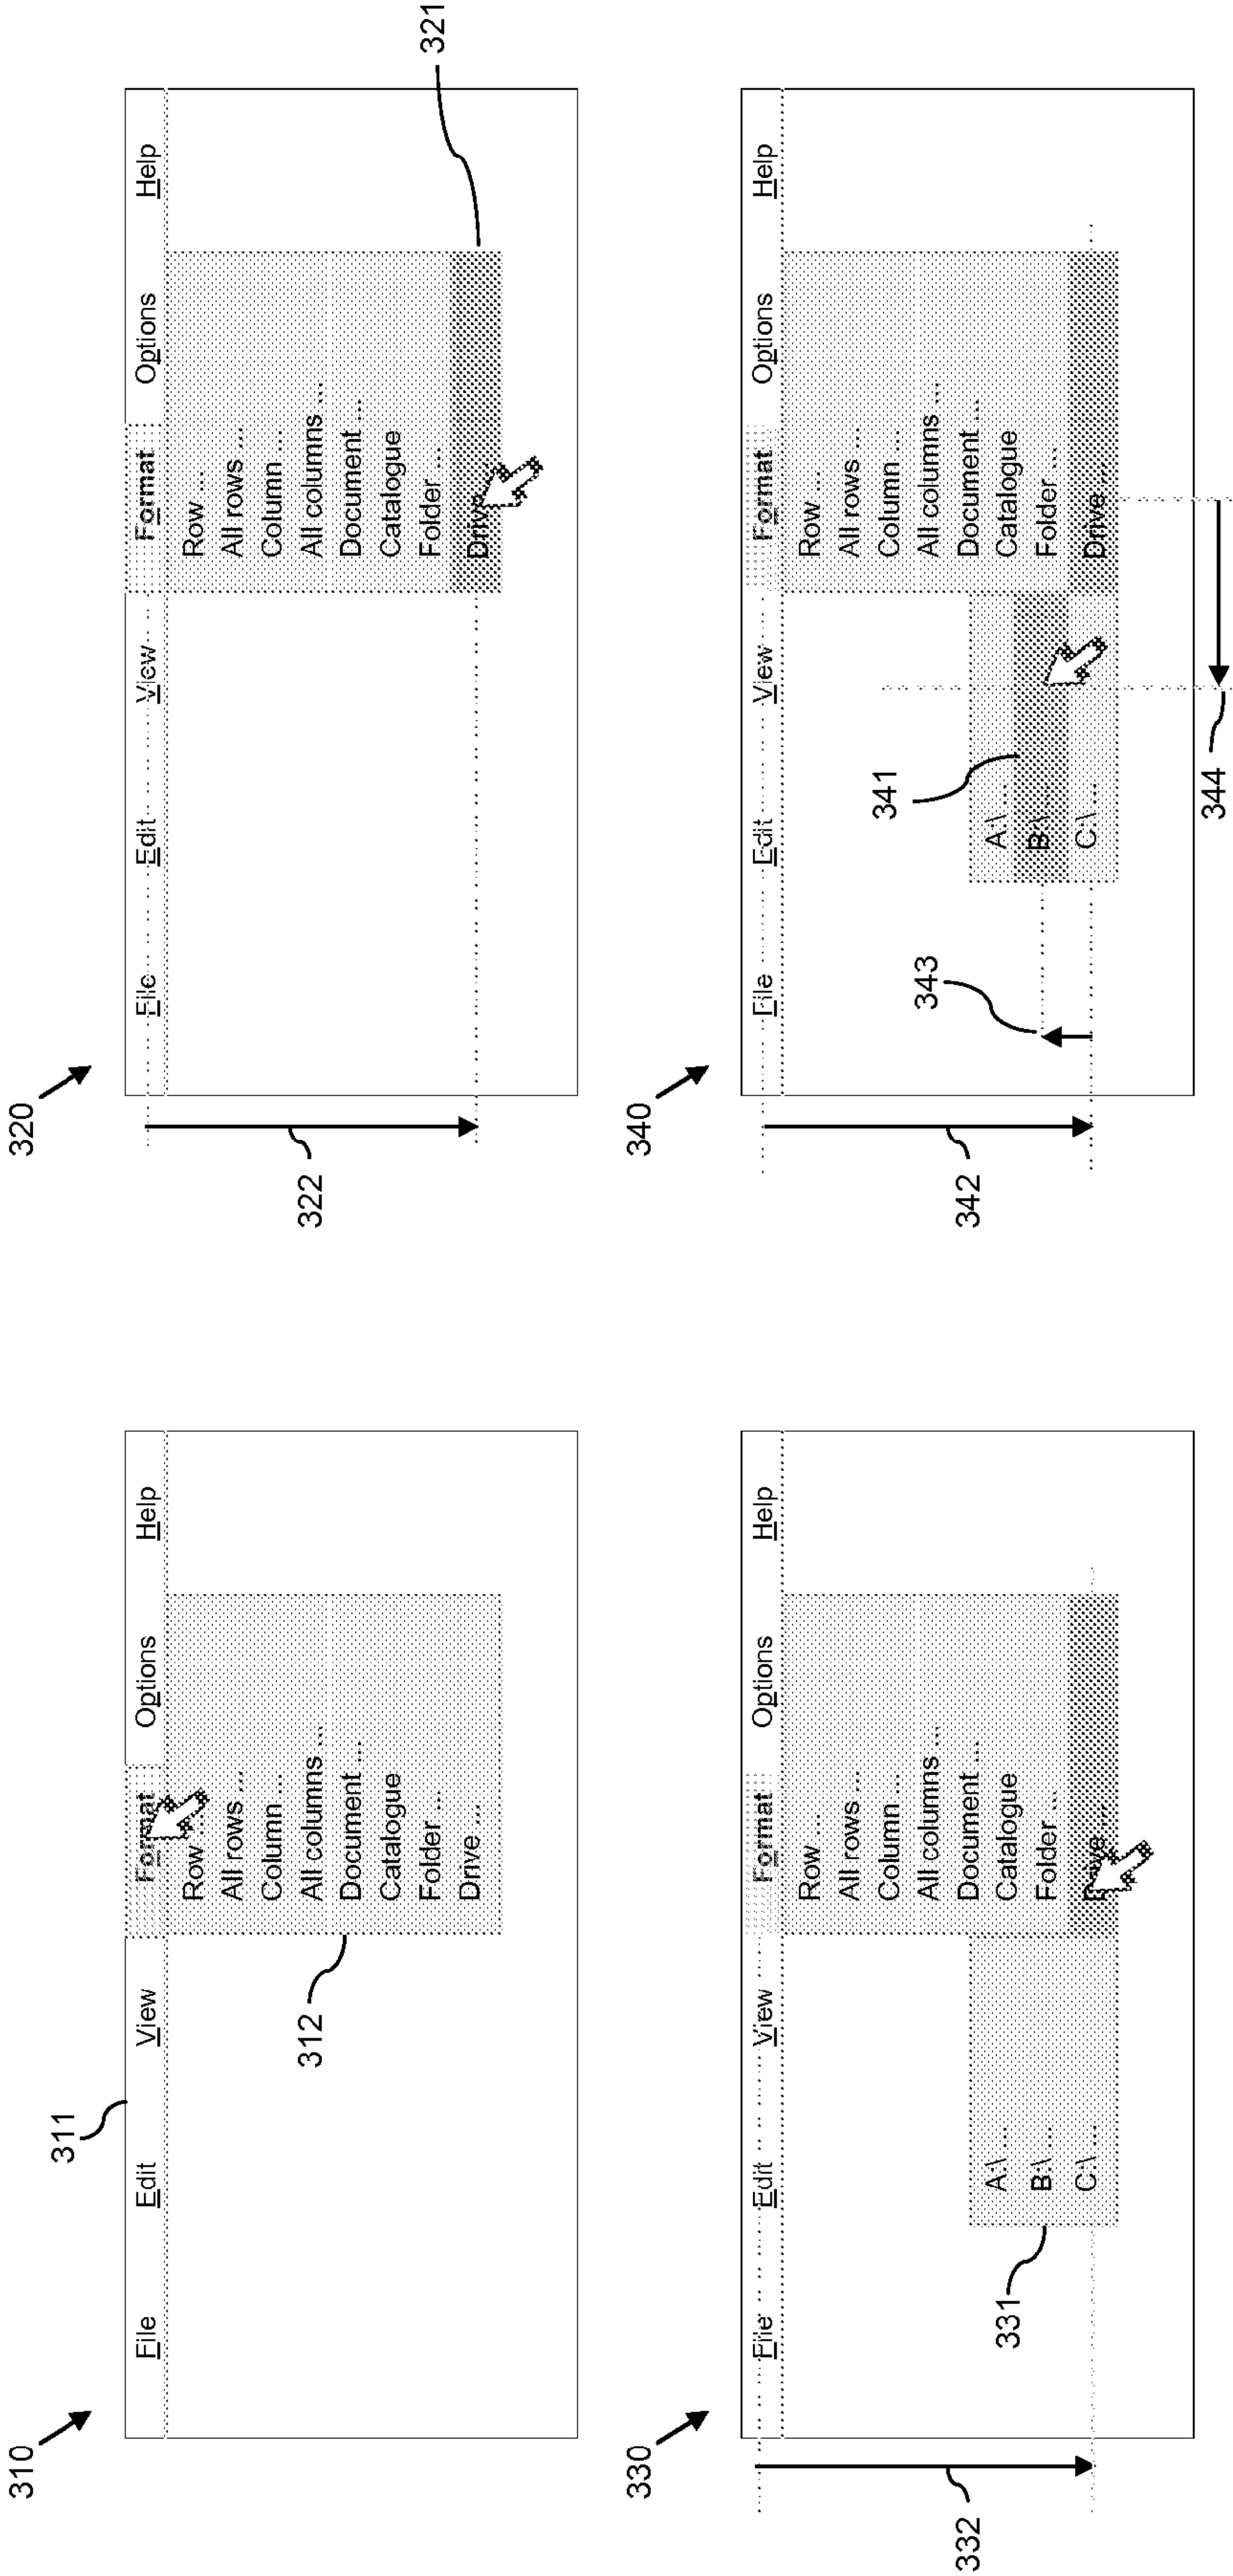 310
311
File Edit View Format Options Help
Row ...
All rows ...
Column ...
All columns ...
Document ...
Catalogue
Folder ...
Drive ...
312
320
File Edit View Format Options Help
Row ...
All rows ...
Column ...
All columns ...
Document ...
Catalogue
Folder ...
Drive ...
321
322
330
File Edit View Format Options Help
Row ...
All rows ...
Column ...
All columns ...
Document ...
Catalogue
Folder ...
Drive ...
A:\ ...
B:\ ...
C:\ ...
331
332
340
File Edit View Format Options Help
Row ...
All rows ...
Column ...
All columns ...
Document ...
Catalogue
Folder ...
Drive ...
A:\ ...
B:\ ...
C:\ ...
341
342
343
344